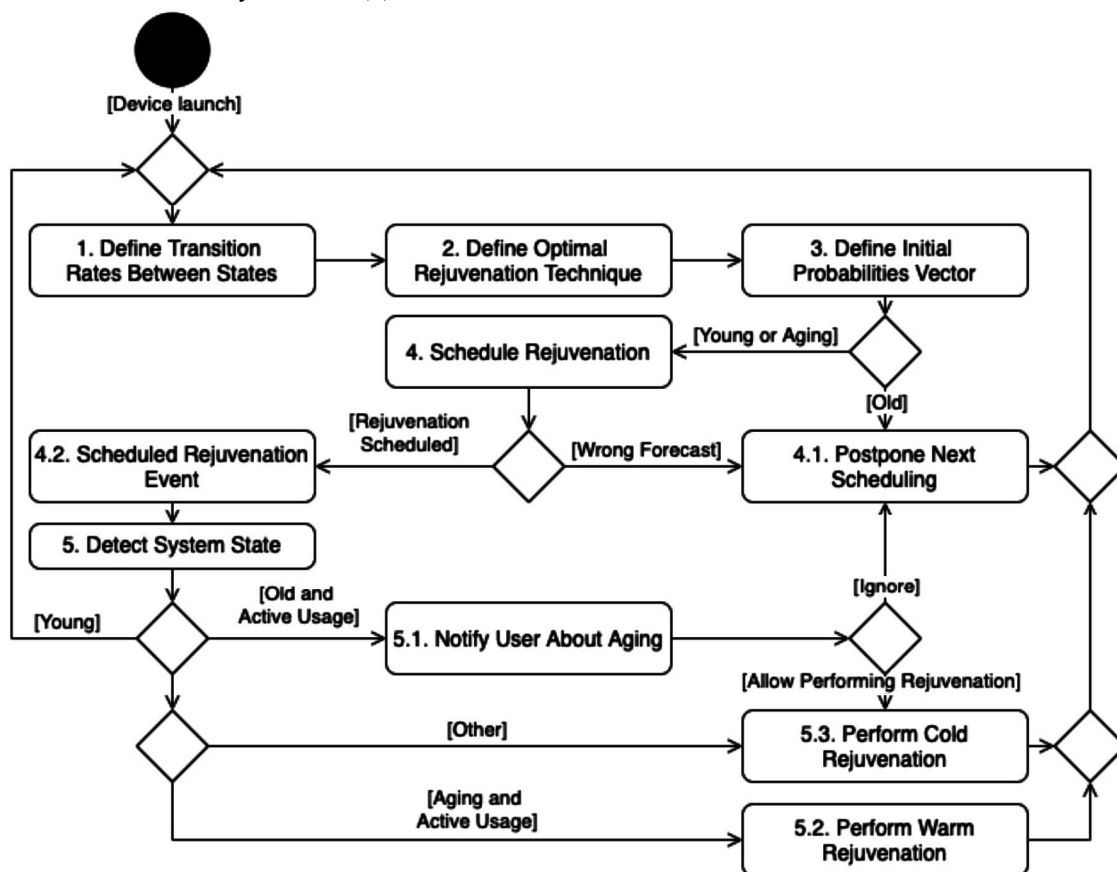 [Device launch]
1. Define Transition
Rates Between States
2. Define Optimal
Rejuvenation Technique
3. Define Initial
Probabilities Vector
[Young or Aging]
4. Schedule Rejuvenation
[Old]
[Rejuvenation
Scheduled]
[Wrong Forecast]
4.2. Scheduled Rejuvenation
Event
4.1. Postpone Next
Scheduling
5. Detect System State
[Young]
[Old and
Active Usage]
5.1. Notify User About Aging
[Ignore]
[Allow Performing Rejuvenation]
[Other]
5.3. Perform Cold
Rejuvenation
[Aging and
Active Usage]
5.2. Perform Warm
Rejuvenation